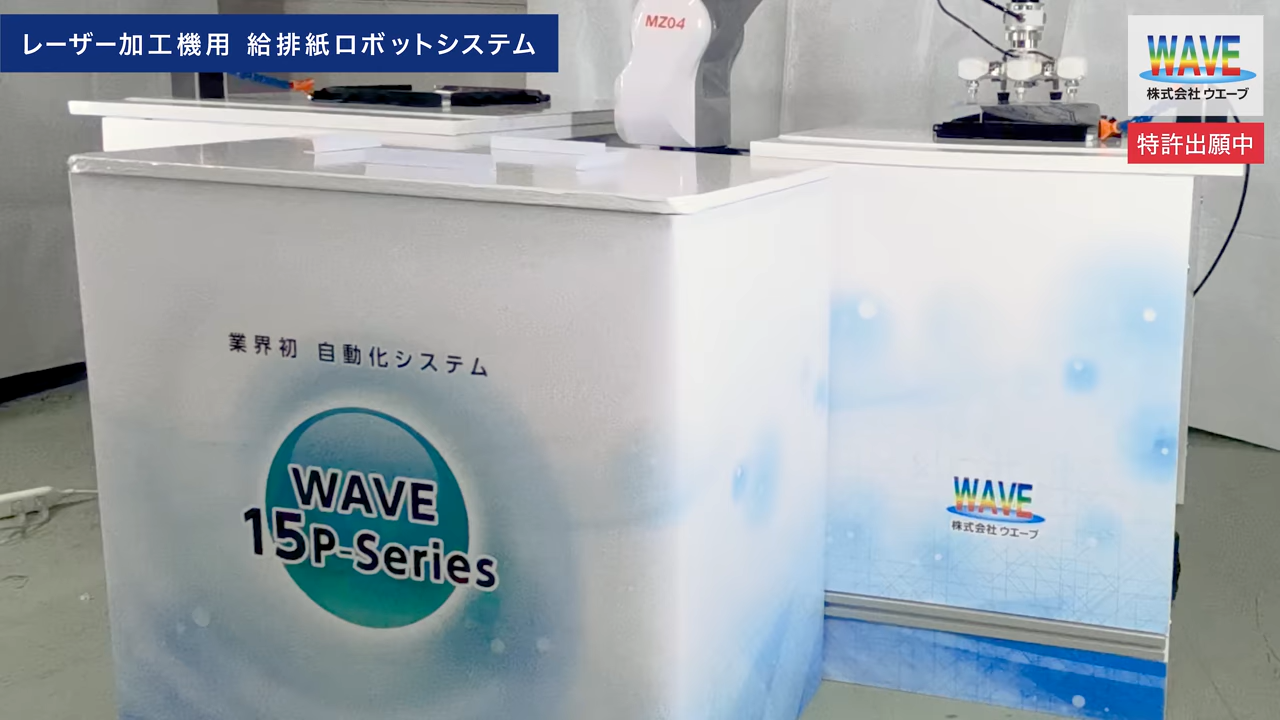 レーザー加工機用 給排紙ロボットシステム
MZ04
WAVE
株式会社 ウエーブ
特許出願中
業界初 自動化システム
WAVE
15P-Series
WAVE
株式会社 ウエーブ